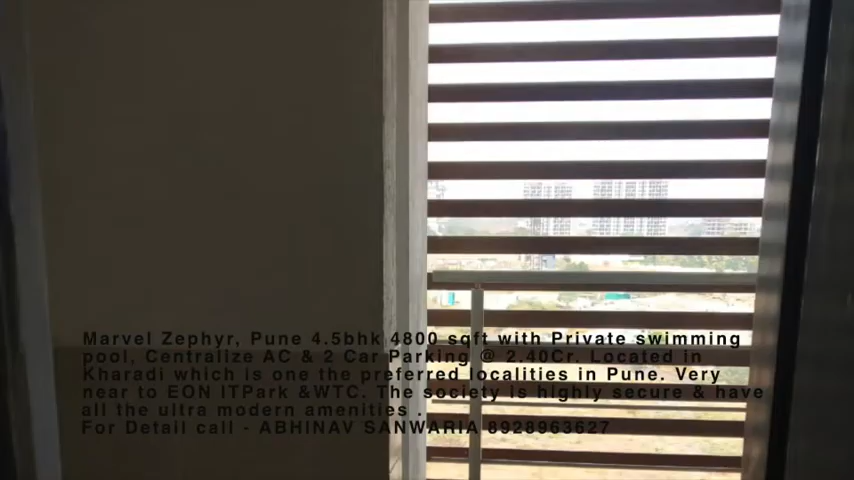 Marvel Zephyr, Pune 4.5bhk 4800 sqft with Private swimming
pool, Centralize AC & 2 Car Parking @ 2.40Cr. Located in
Kharadi which is one of the preferred localities in Pune. Very
near to EON ITPark &WTC. The society is highly secure & have
all the ultra modern amenities .
For Detail call - ABHINAV SANWARIA 8928902637